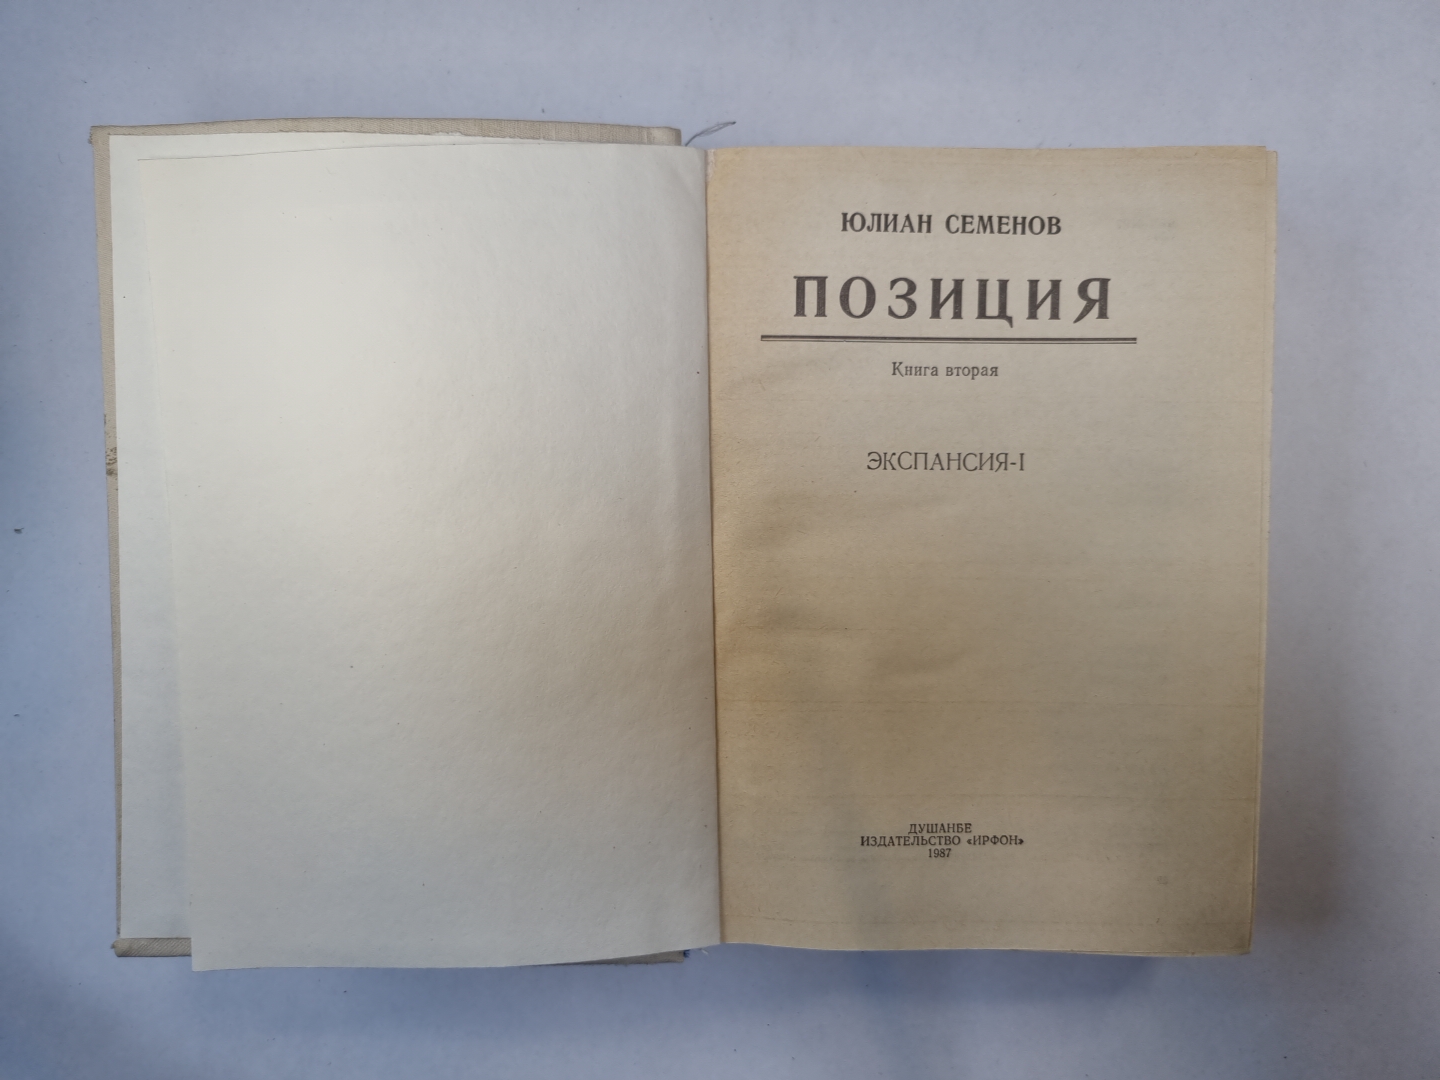 ЮЛИАН СЕМЕНОВ
ПОЗИЦИЯ
Книга вторая
ЭКСПАНСИЯ-I
ДУШАНБЕ
ИЗДАТЕЛЬСТВО «ИРФОН»
1987